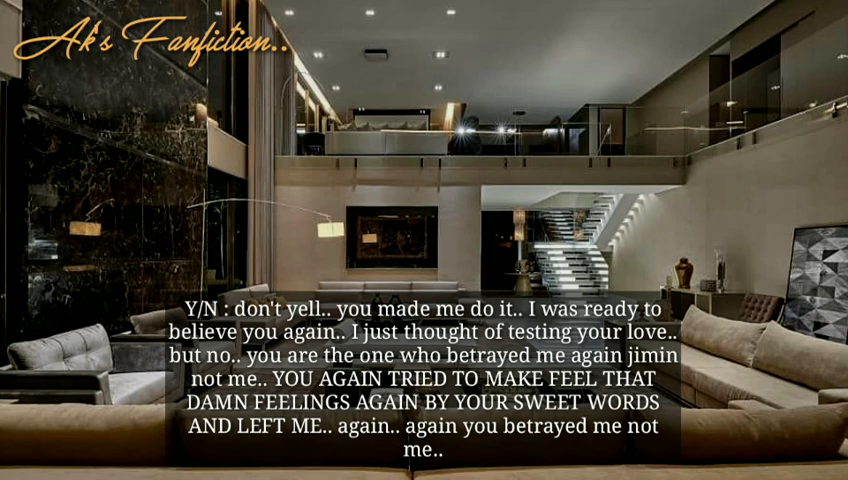 Ak's Fanfiction..
Y/N : don't yell.. you made me do it.. I was ready to
believe you again.. I just thought of testing your love..
but no.. you are the one who betrayed me again jimin
not me.. YOU AGAIN TRIED TO MAKE FEEL THAT
DAMN FEELINGS AGAIN BY YOUR SWEET WORDS
AND LEFT ME.. again.. again you betrayed me not
me..